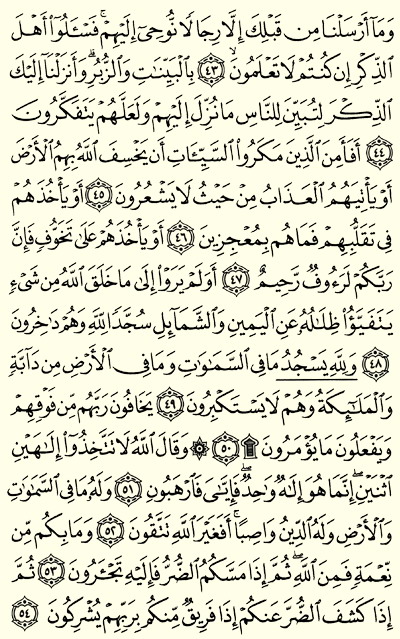 وَمَآ أَرْسَلْنَا مِن قَبْلِكَ إِلَّا رِجَالًا نُّوحِىٓ إِلَيْهِمْ ۚ فَسْـَٔلُوٓا۟ أَهْلَ
ٱلذِّكْرِ إِن كُنتُمْ لَا تَعْلَمُونَ ۙ ٤٣ بِٱلْبَيِّنَـٰتِ وَٱلزُّبُرِ ۗ وَأَنزَلْنَآ إِلَيْكَ
ٱلذِّكْرَ لِتُبَيِّنَ لِلنَّاسِ مَا نُزِّلَ إِلَيْهِمْ وَلَعَلَّهُمْ يَتَفَكَّرُونَ
٤٤ أَفَأَمِنَ ٱلَّذِينَ مَكَرُوا۟ ٱلسَّيِّـَٔاتِ أَن يَخْسِفَ ٱللَّهُ بِهِمُ ٱلْأَرْضَ
أَوْ يَأْتِيَهُمُ ٱلْعَذَابُ مِنْ حَيْثُ لَا يَشْعُرُونَ ٤٥ أَوْ يَأْخُذَهُمْ
فِى تَقَلُّبِهِمْ فَمَا هُم بِمُعْجِزِينَ ٤٦ أَوْ يَأْخُذَهُمْ عَلَىٰ تَخَوُّفٍ فَإِنَّ
رَبَّكُمْ لَرَءُوفٌ رَّحِيمٌ ٤٧ أَوَلَمْ يَرَوْا۟ إِلَىٰ مَا خَلَقَ ٱللَّهُ مِن شَىْءٍ
يَتَفَيَّؤُا۟ ظِلَـٰلُهُۥ عَنِ ٱلْيَمِينِ وَٱلشَّمَآئِلِ سُجَّدًا لِّلَّهِ وَهُمْ دَٰخِرُونَ
٤٨ وَلِلَّهِ يَسْجُدُ مَا فِى ٱلسَّمَـٰوَٰتِ وَمَا فِى ٱلْأَرْضِ مِن دَآبَّةٍ
وَٱلْمَلَـٰٓئِكَةُ وَهُمْ لَا يَسْتَكْبِرُونَ ٤٩ يَخَافُونَ رَبَّهُم مِّن فَوْقِهِمْ
وَيَفْعَلُونَ مَا يُؤْمَرُونَ ۩ ٥٠ ۞ وَقَالَ ٱللَّهُ لَا تَتَّخِذُوٓا۟ إِلَـٰهَيْنِ
ٱثْنَيْنِ ۖ إِنَّمَا هُوَ إِلَـٰهٌ وَٰحِدٌ ۖ فَإِيَّـٰىَ فَٱرْهَبُونِ ٥١ وَلَهُۥ مَا فِى ٱلسَّمَـٰوَٰتِ
وَٱلْأَرْضِ وَلَهُ ٱلدِّينُ وَاصِبًا ۚ أَفَغَيْرَ ٱللَّهِ تَتَّقُونَ ٥٢ وَمَا بِكُم مِّن
نِّعْمَةٍ فَمِنَ ٱللَّهِ ۖ ثُمَّ إِذَا مَسَّكُمُ ٱلضُّرُّ فَإِلَيْهِ تَجْـَٔرُونَ ٥٣ ثُمَّ
إِذَا كَشَفَ ٱلضُّرَّ عَنكُمْ إِذَا فَرِيقٌ مِّنكُم بِرَبِّهِمْ يُشْرِكُونَ ٥٤